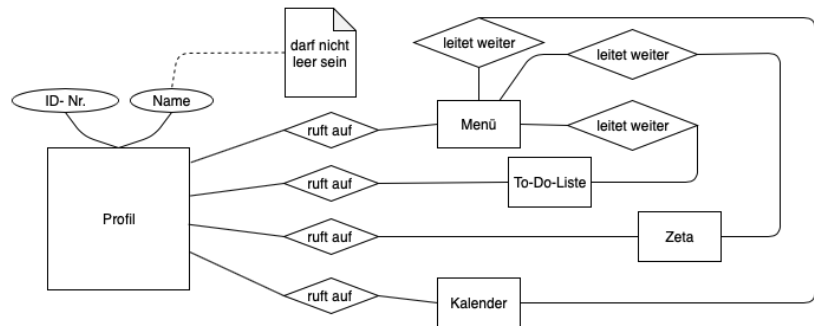 darf nicht
leer sein
leitet weiter
leitet weiter
ID- Nr.
Name
ruft auf
Menü
leitet weiter
ruft auf
To-Do-Liste
Profil
ruft auf
Zeta
ruft auf
Kalender